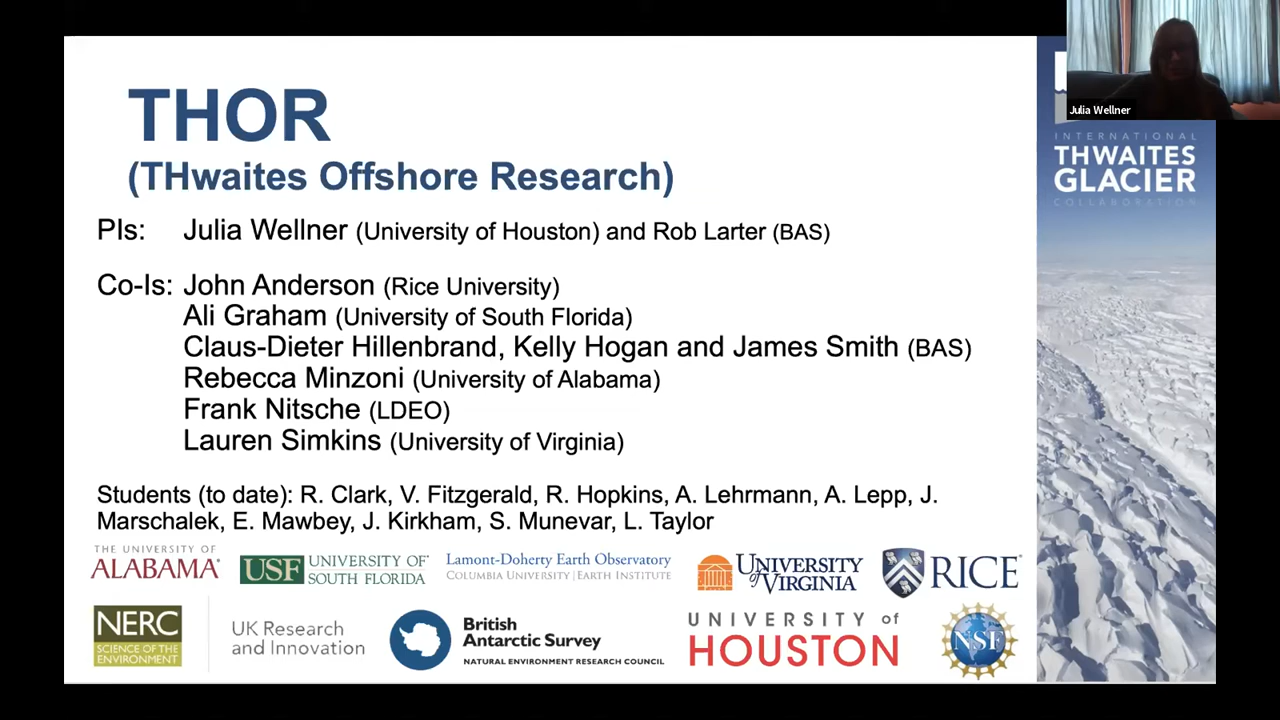 THOR
(THwaites Offshore Research)
PIs: Julia Wellner (University of Houston) and Rob Larter (BAS)
Co-Is: John Anderson (Rice University)
Ali Graham (University of South Florida)
Claus-Dieter Hillenbrand, Kelly Hogan and James Smith (BAS)
Rebecca Minzoni (University of Alabama)
Frank Nitsche (LDEO)
Lauren Simkins (University of Virginia)
Students (to date): R. Clark, V. Fitzgerald, R. Hopkins, A. Lehrmann, A. Lepp, J.
Marschalek, E. Mawbey, J. Kirkham, S. Munevar, L. Taylor
THE UNIVERSITY OF
ALABAMA
USF UNIVERSITY OF
SOUTH FLORIDA
Lamont-Doherty Earth Observatory
COLUMBIA UNIVERSITY | EARTH INSTITUTE
UNIVERSITY
of VIRGINIA
RICE
NERC
SCIENCE OF THE
ENVIRONMENT
UK Research
and Innovation
British
Antarctic Survey
NATURAL ENVIRONMENT RESEARCH COUNCIL
UNIVERSITY of
HOUSTON
NSF
Julia Wellner
INTERNATIONAL
THWAITES
GLACIER
COLLABORATION